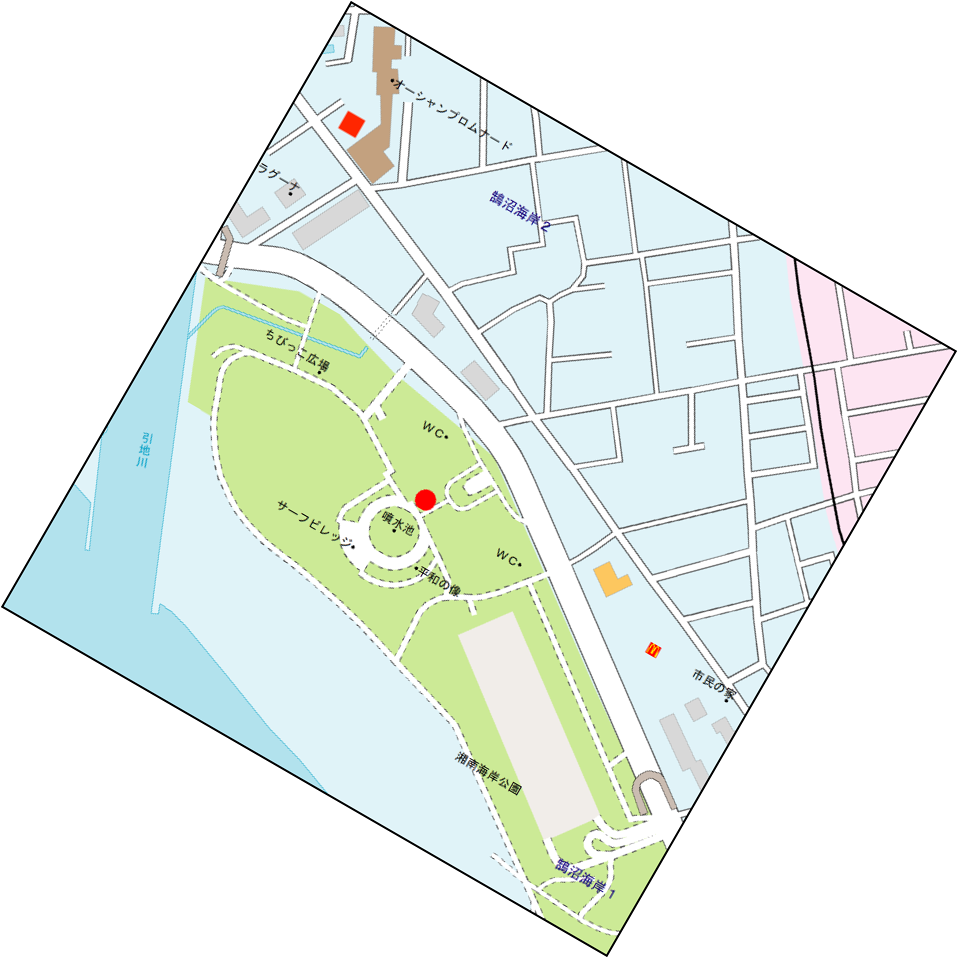 オーシャンプロムナード
ラグーナ
鵠沼海岸2
ちびっこ広場
WC
引地川
サーフビレッジ
噴水池
WC
平和の像
市民の家
湘南海岸公園
鵠沼海岸1